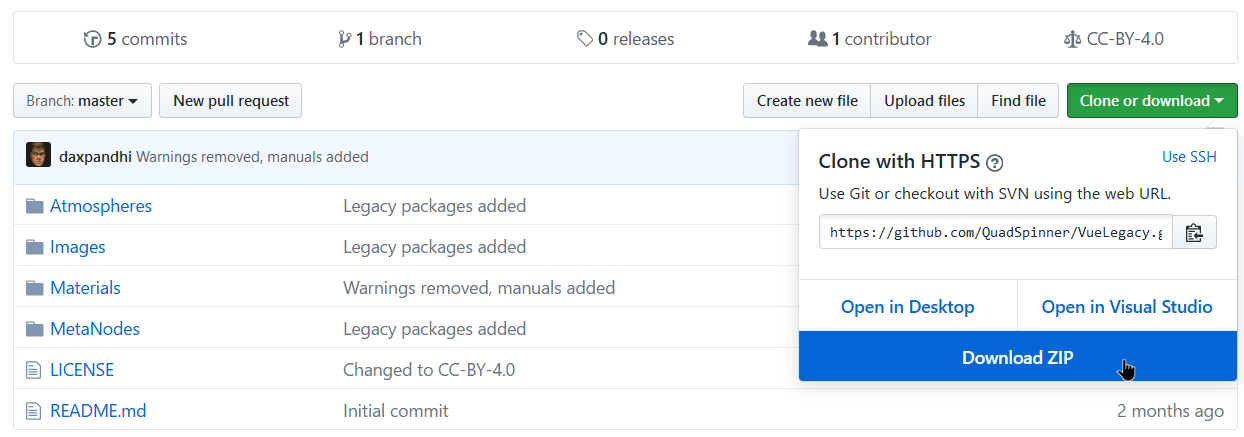 5 commits 1 branch 0 releases 1 contributor CC-BY-4.0
Branch: master New pull request Create new file Upload files Find file Clone or download
daxpandhi Warnings removed, manuals added
Clone with HTTPS ? Use SSH
Use Git or checkout with SVN using the web URL.
https://github.com/QuadSpinner/VueLegacy.g
Open in Desktop Open in Visual Studio
Download ZIP
Atmospheres Legacy packages added
Images Legacy packages added
Materials Warnings removed, manuals added
MetaNodes Legacy packages added
LICENSE Changed to CC-BY-4.0
README.md Initial commit 2 months ago